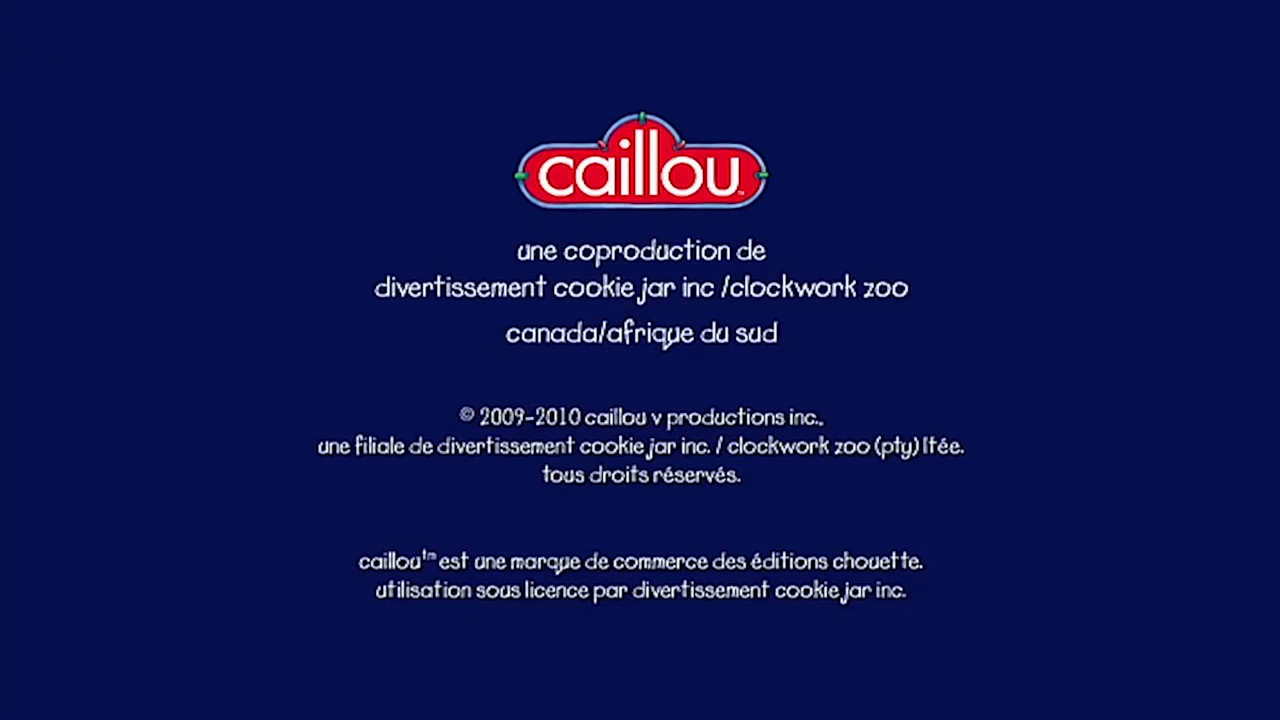 caillou™
une coproduction de
divertissement cookie jar inc /clockwork zoo
canada/afrique du sud
© 2009-2010 caillou v productions inc.,
une filiale de divertissement cookie jar inc. / clockwork zoo (pty) ltée.
tous droits réservés.
caillou™ est une marque de commerce des éditions chouette.
utilisation sous licence par divertissement cookie jar inc.